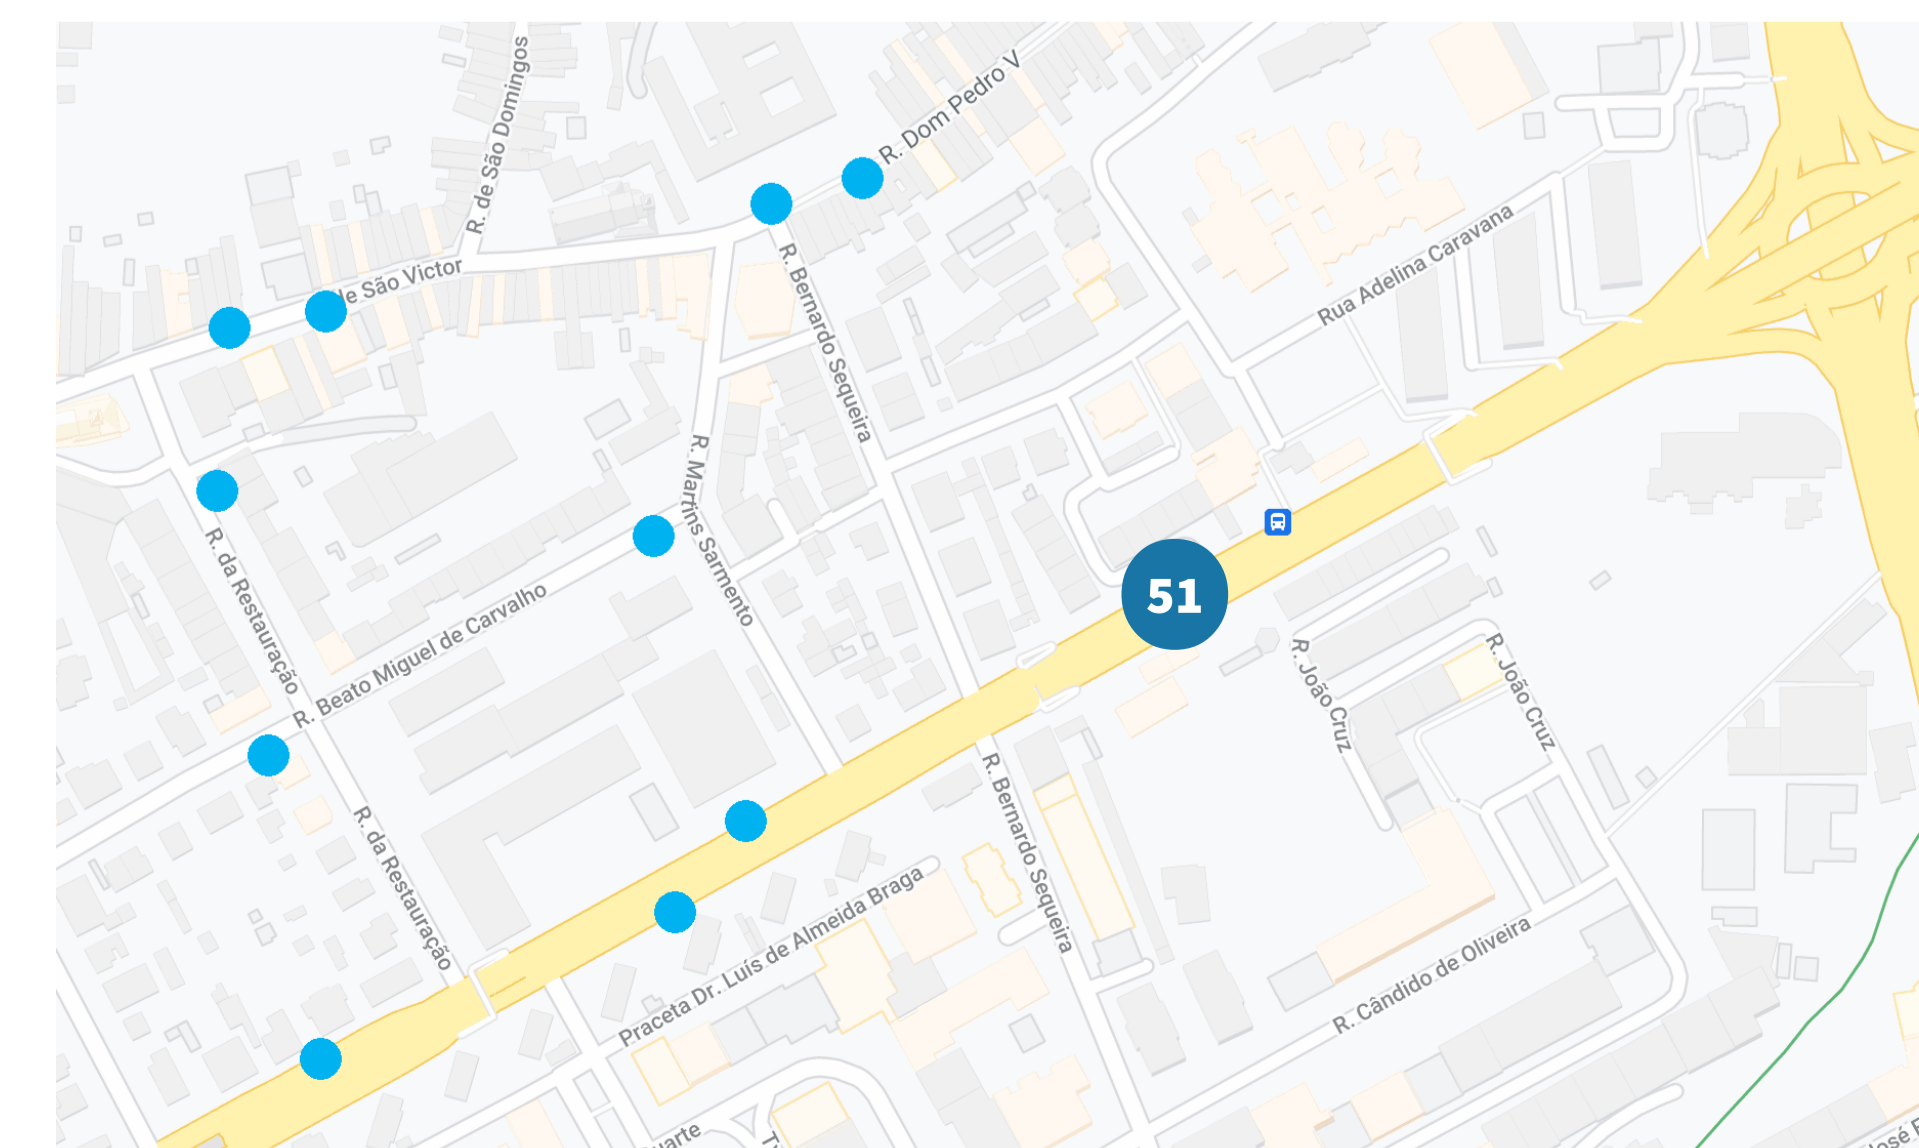 R. de São Domingos
R. Dom Pedro V
de São Victor
R. Bernardo Sequeira
Rua Adelina Caravana
R. Martins Sarmento
R. da Restauração
R. Beato Miguel de Carvalho
51
R. João Cruz
R. João Cruz
R. da Restauração
R. Bernardo Sequeira
Praceta Dr. Luís de Almeida Braga
R. Cândido de Oliveira
uarte
T
osé F